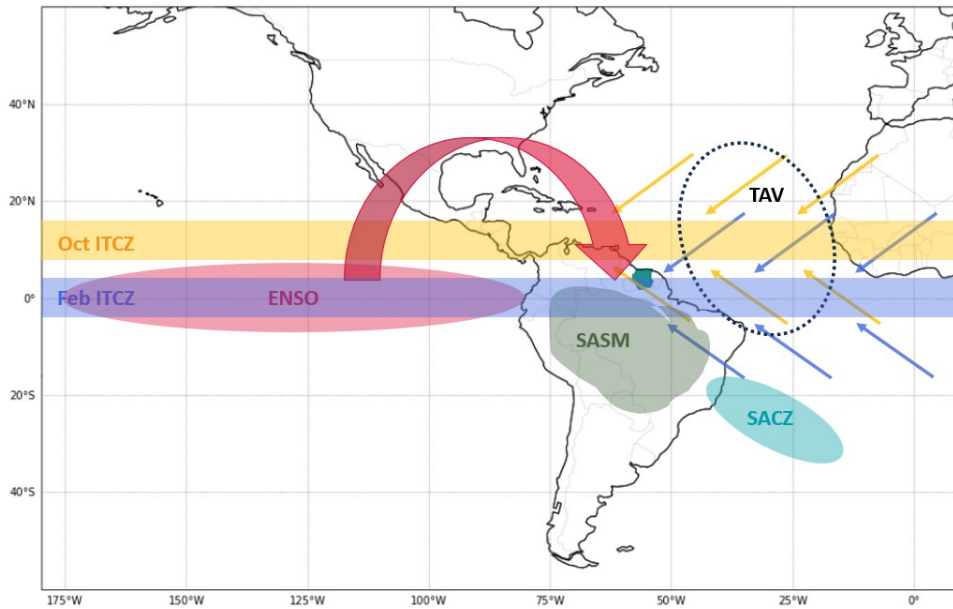 40°N
TAV
20°N
Oct ITCZ
0°
Feb ITCZ
ENSO
SASM
20°S
SACZ
40°S
175°W
150°W
125°W
100°W
75°W
50°W
25°W
0°